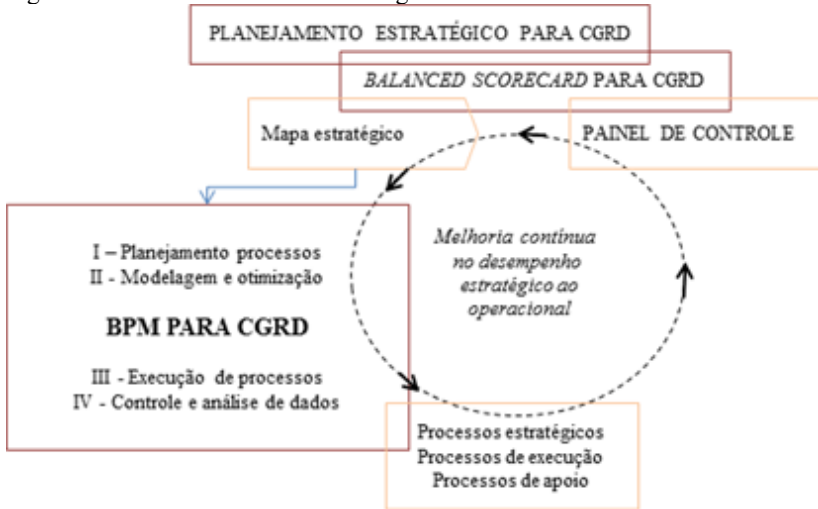 PLANEJAMENTO ESTRATÉGICO PARA CGRD
BALANCED SCORECARD PARA CGRD
Mapa estratégico
PAINEL DE CONTROLE
I – Planejamento processos
II - Modelagem e otimização
BPM PARA CGRD
III - Execução de processos
IV - Controle e análise de dados
Melhoria contínua
no desempenho
estratégico ao
operacional
Processos estratégicos
Processos de execução
Processos de apoio